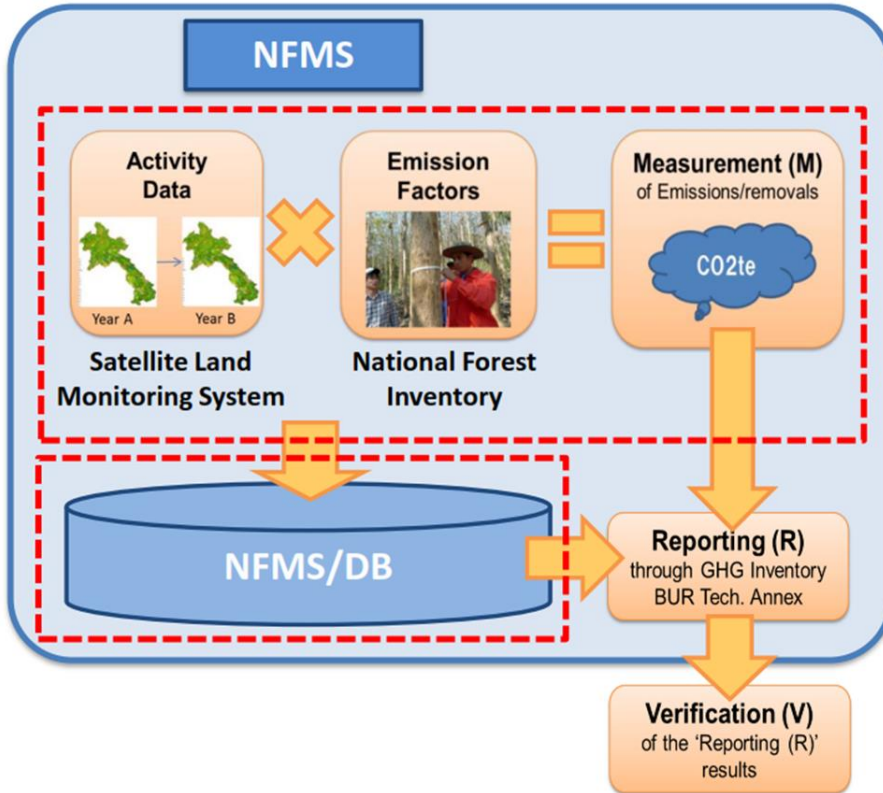 NFMS
Activity
Data
Year A
Year B
Satellite Land
Monitoring System
Emission
Factors
National Forest
Inventory
Measurement (M)
of Emissions/removals
CO2te
NFMS/DB
Reporting (R)
through GHG Inventory
BUR Tech. Annex
Verification (V)
of the ‘Reporting (R)’
results